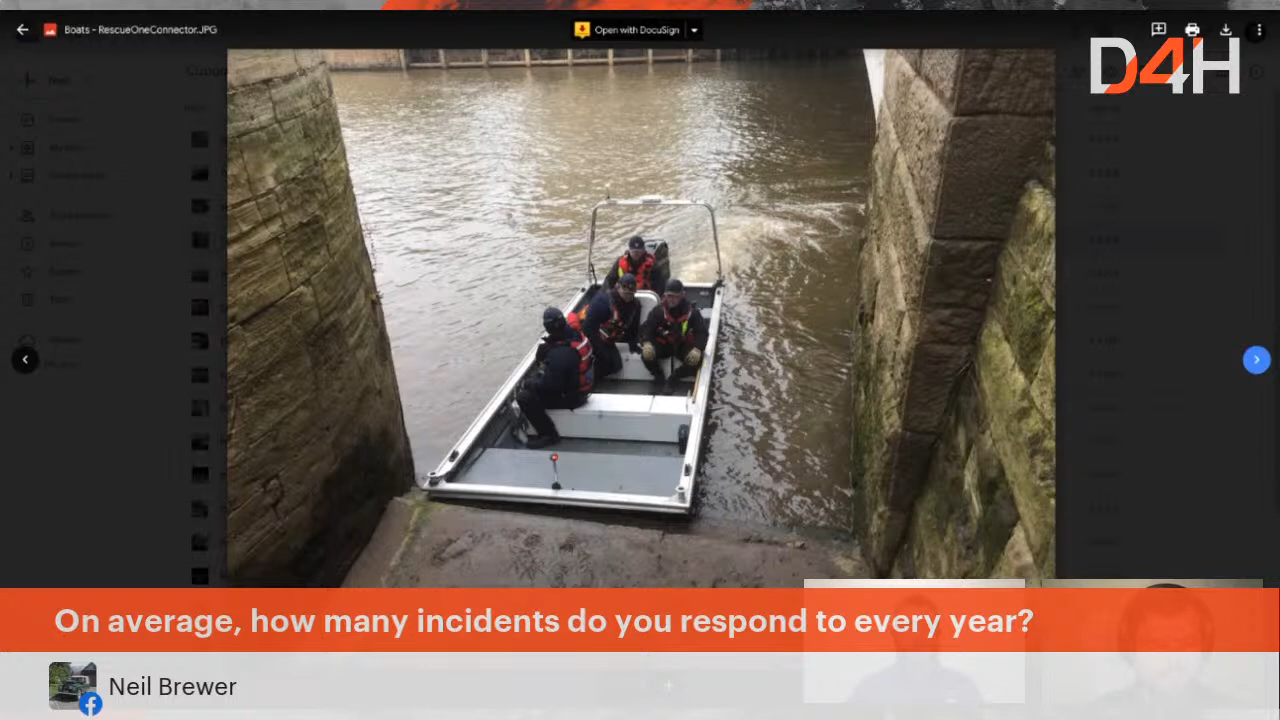 Boats - RescueOneConnector.JPG
Open with DocuSign
D4H
On average, how many incidents do you respond to every year?
Neil Brewer